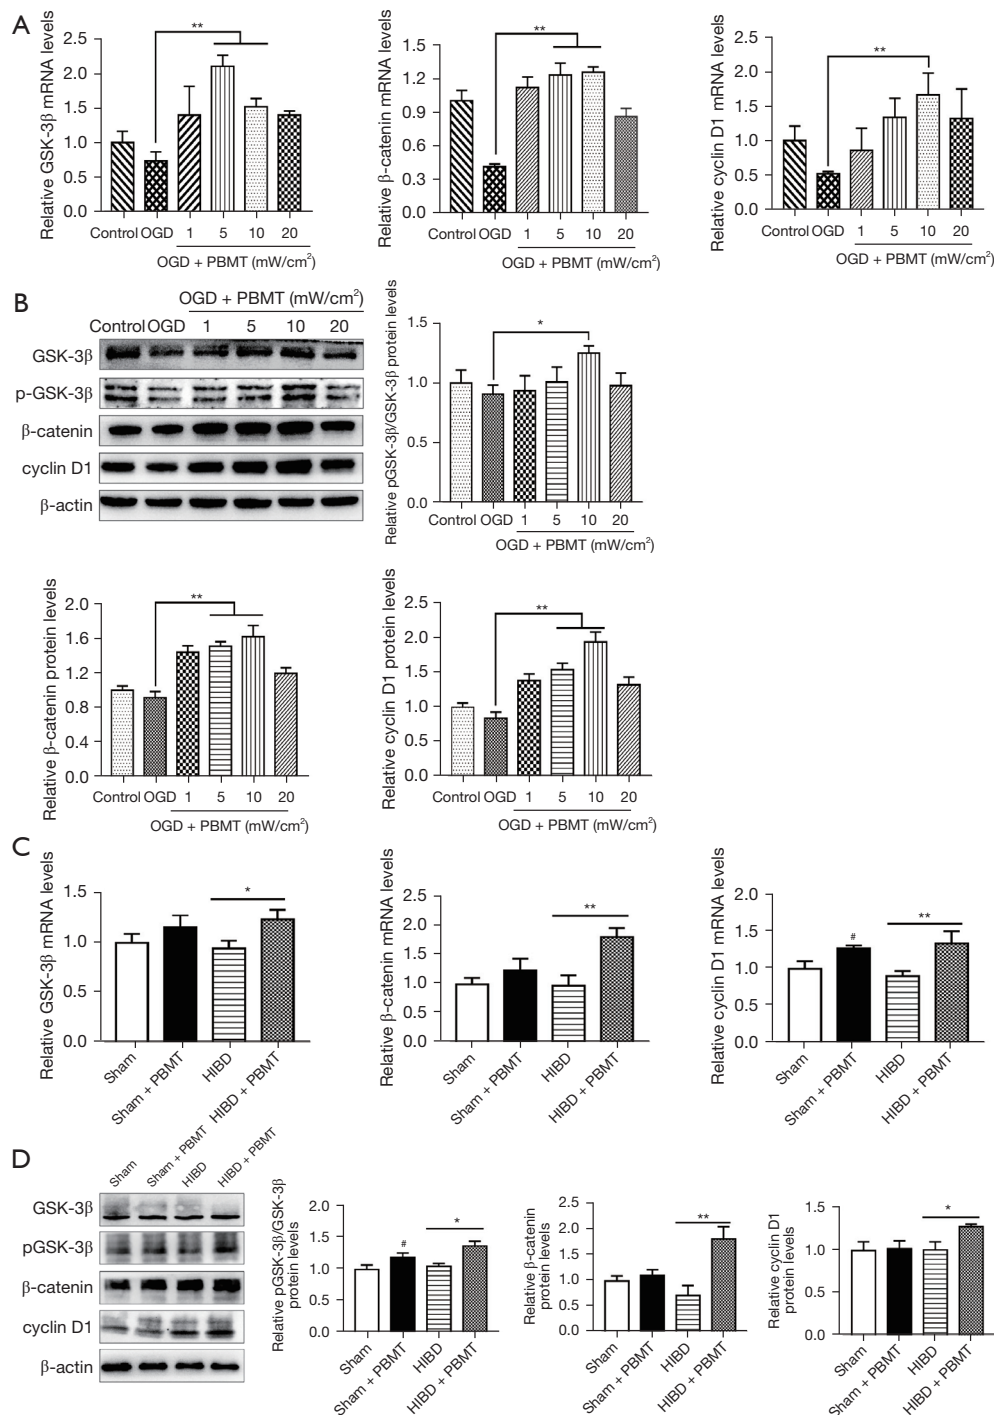 A
Relative GSK-3β mRNA levels
2.5
2.0
1.5
1.0
0.5
0.0
**
Control OGD 1 5 10 20
OGD + PBMT (mW/cm²)
Relative β-catenin mRNA levels
1.5
1.2
0.9
0.6
0.3
0.0
**
Control OGD 1 5 10 20
OGD + PBMT (mW/cm²)
Relative cyclin D1 mRNA levels
2.5
2.0
1.5
1.0
0.5
0.0
**
Control OGD 1 5 10 20
OGD + PBMT (mW/cm²)
B
OGD + PBMT (mW/cm²)
Control OGD 1 5 10 20
GSK-3β
p-GSK-3β
β-catenin
cyclin D1
β-actin
Relative pGSK-3β/GSK-3β protein levels
1.5
1.0
0.5
0.0
*
Control OGD 1 5 10 20
OGD + PBMT (mW/cm²)
Relative β-catenin protein levels
2.0
1.6
1.2
0.8
0.4
0.0
**
Control OGD 1 5 10 20
OGD + PBMT (mW/cm²)
Relative cyclin D1 protein levels
2.5
2.0
1.5
1.0
0.5
0.0
**
Control OGD 1 5 10 20
OGD + PBMT (mW/cm²)
C
Relative GSK-3β mRNA levels
1.5
1.0
0.5
0.0
*
Sham
Sham + PBMT
HIBD
HIBD + PBMT
Relative β-catenin mRNA levels
2.5
2.0
1.5
1.0
0.5
0.0
**
Sham
Sham + PBMT
HIBD
HIBD + PBMT
Relative cyclin D1 mRNA levels
2.0
1.5
1.0
0.5
0.0
#
**
Sham
Sham + PBMT
HIBD
HIBD + PBMT
D
Sham
Sham + PBMT
HIBD
HIBD + PBMT
GSK-3β
pGSK-3β
β-catenin
cyclin D1
β-actin
Relative pGSK-3β/GSK-3β
protein levels
2.0
1.5
1.0
0.5
0.0
#
*
Sham
Sham + PBMT
HIBD
HIBD + PBMT
Relative β-catenin
protein levels
2.5
2.0
1.5
1.0
0.5
0.0
**
Sham
Sham + PBMT
HIBD
HIBD + PBMT
Relative cyclin D1
protein levels
1.5
1.0
0.5
0.0
*
Sham
Sham + PBMT
HIBD
HIBD + PBMT